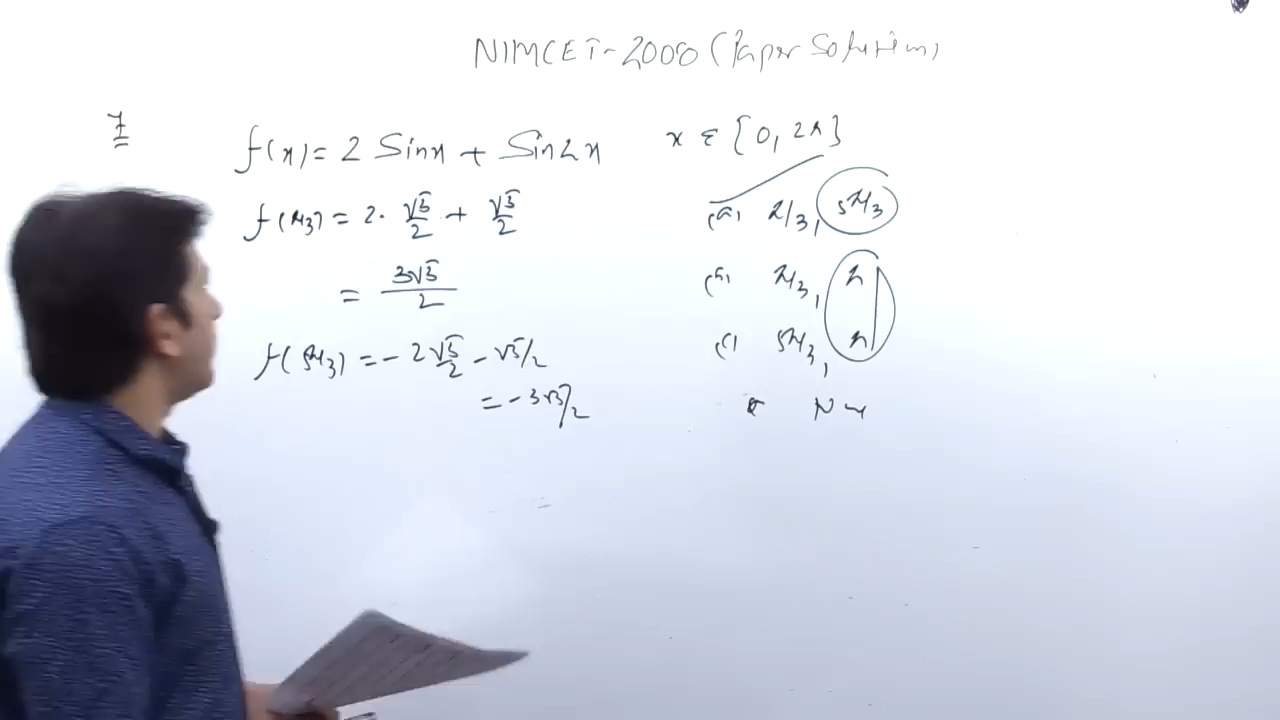 NIMCET-2008 (Paper Solution)
7
f(x) = 2 Sinx + Sin2x x ε [0, 2π]
f(π/3) = 2. √3/2 + √3/2
(a) π/3, 5π/3
= 3√3/2
π/3, π
f(5π/3) = - 2 √3/2 - √3/2
(c) 5π/3, π
= - 3√3/2